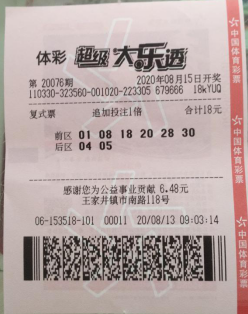 体彩 超级大乐透
第 20076期 2020年08月15日开奖
110330-323560-001020-223305 679666 18kYUQ
复式票 追加投注1倍 合计18元
前区 01 08 18 20 28 30
后区 04 05
感谢您为公益事业贡献 6.48元
王家井镇市南路118号
06-153518-101 00011 20/08/13 09:03:14
中国体育彩票
中国体育彩票